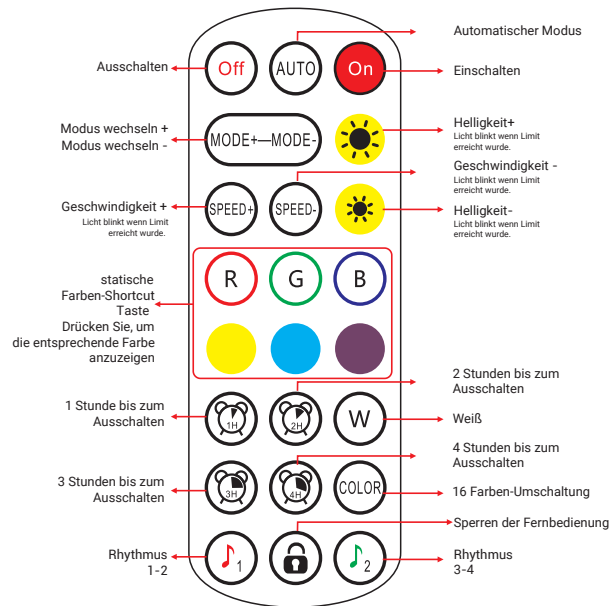 Automatischer Modus
Ausschalten
Off
AUTO
On
Einschalten
Modus wechseln +
Modus wechseln -
MODE+—MODE-
Helligkeit+
Licht blinkt wenn Limit
erreicht wurde.
Geschwindigkeit -
Licht blinkt wenn Limit
erreicht wurde.
Geschwindigkeit +
Licht blinkt wenn Limit
erreicht wurde.
SPEED+
SPEED-
Helligkeit-
Licht blinkt wenn Limit
erreicht wurde.
statische
Farben-Shortcut
Taste
Drücken Sie, um
die entsprechende Farbe
anzuzeigen
R
G
B
2 Stunden bis zum
Ausschalten
1 Stunde bis zum
Ausschalten
1H
2H
W
Weiß
4 Stunden bis zum
Ausschalten
3 Stunden bis zum
Ausschalten
3H
4H
COLOR
16 Farben-Umschaltung
Sperren der Fernbedienung
Rhythmus
1-2
1
2
Rhythmus
3-4